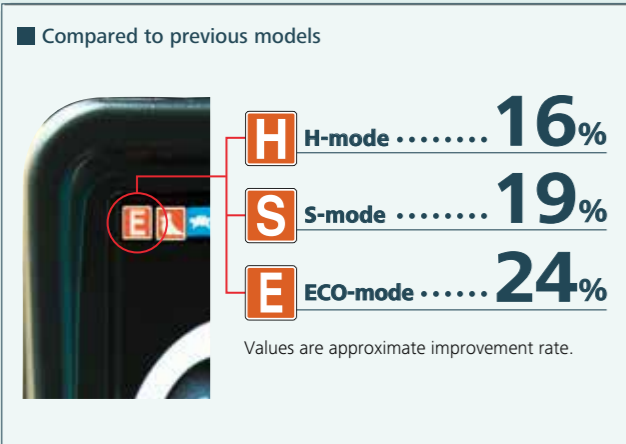 Compared to previous models
H H-mode ········ 16%
S S-mode ········ 19%
E ECO-mode ······ 24%
E
Values are approximate improvement rate.